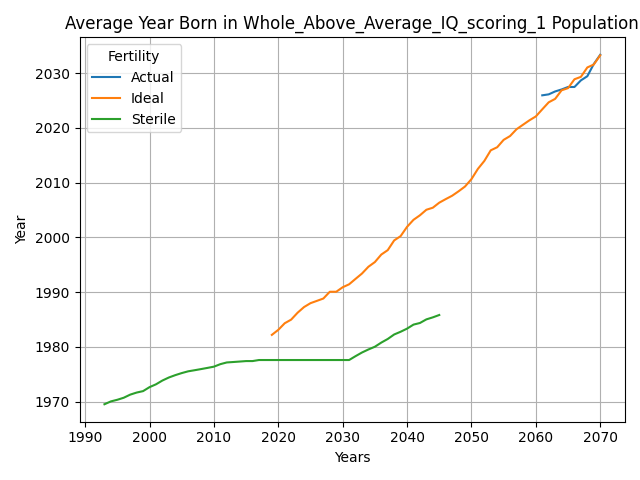 Average Year Born in Whole_Above_Average_IQ_scoring_1 Population
Fertility
Actual
Ideal
Sterile
Year
2030
2020
2010
2000
1990
1980
1970
1990 2000 2010 2020 2030 2040 2050 2060 2070
Years